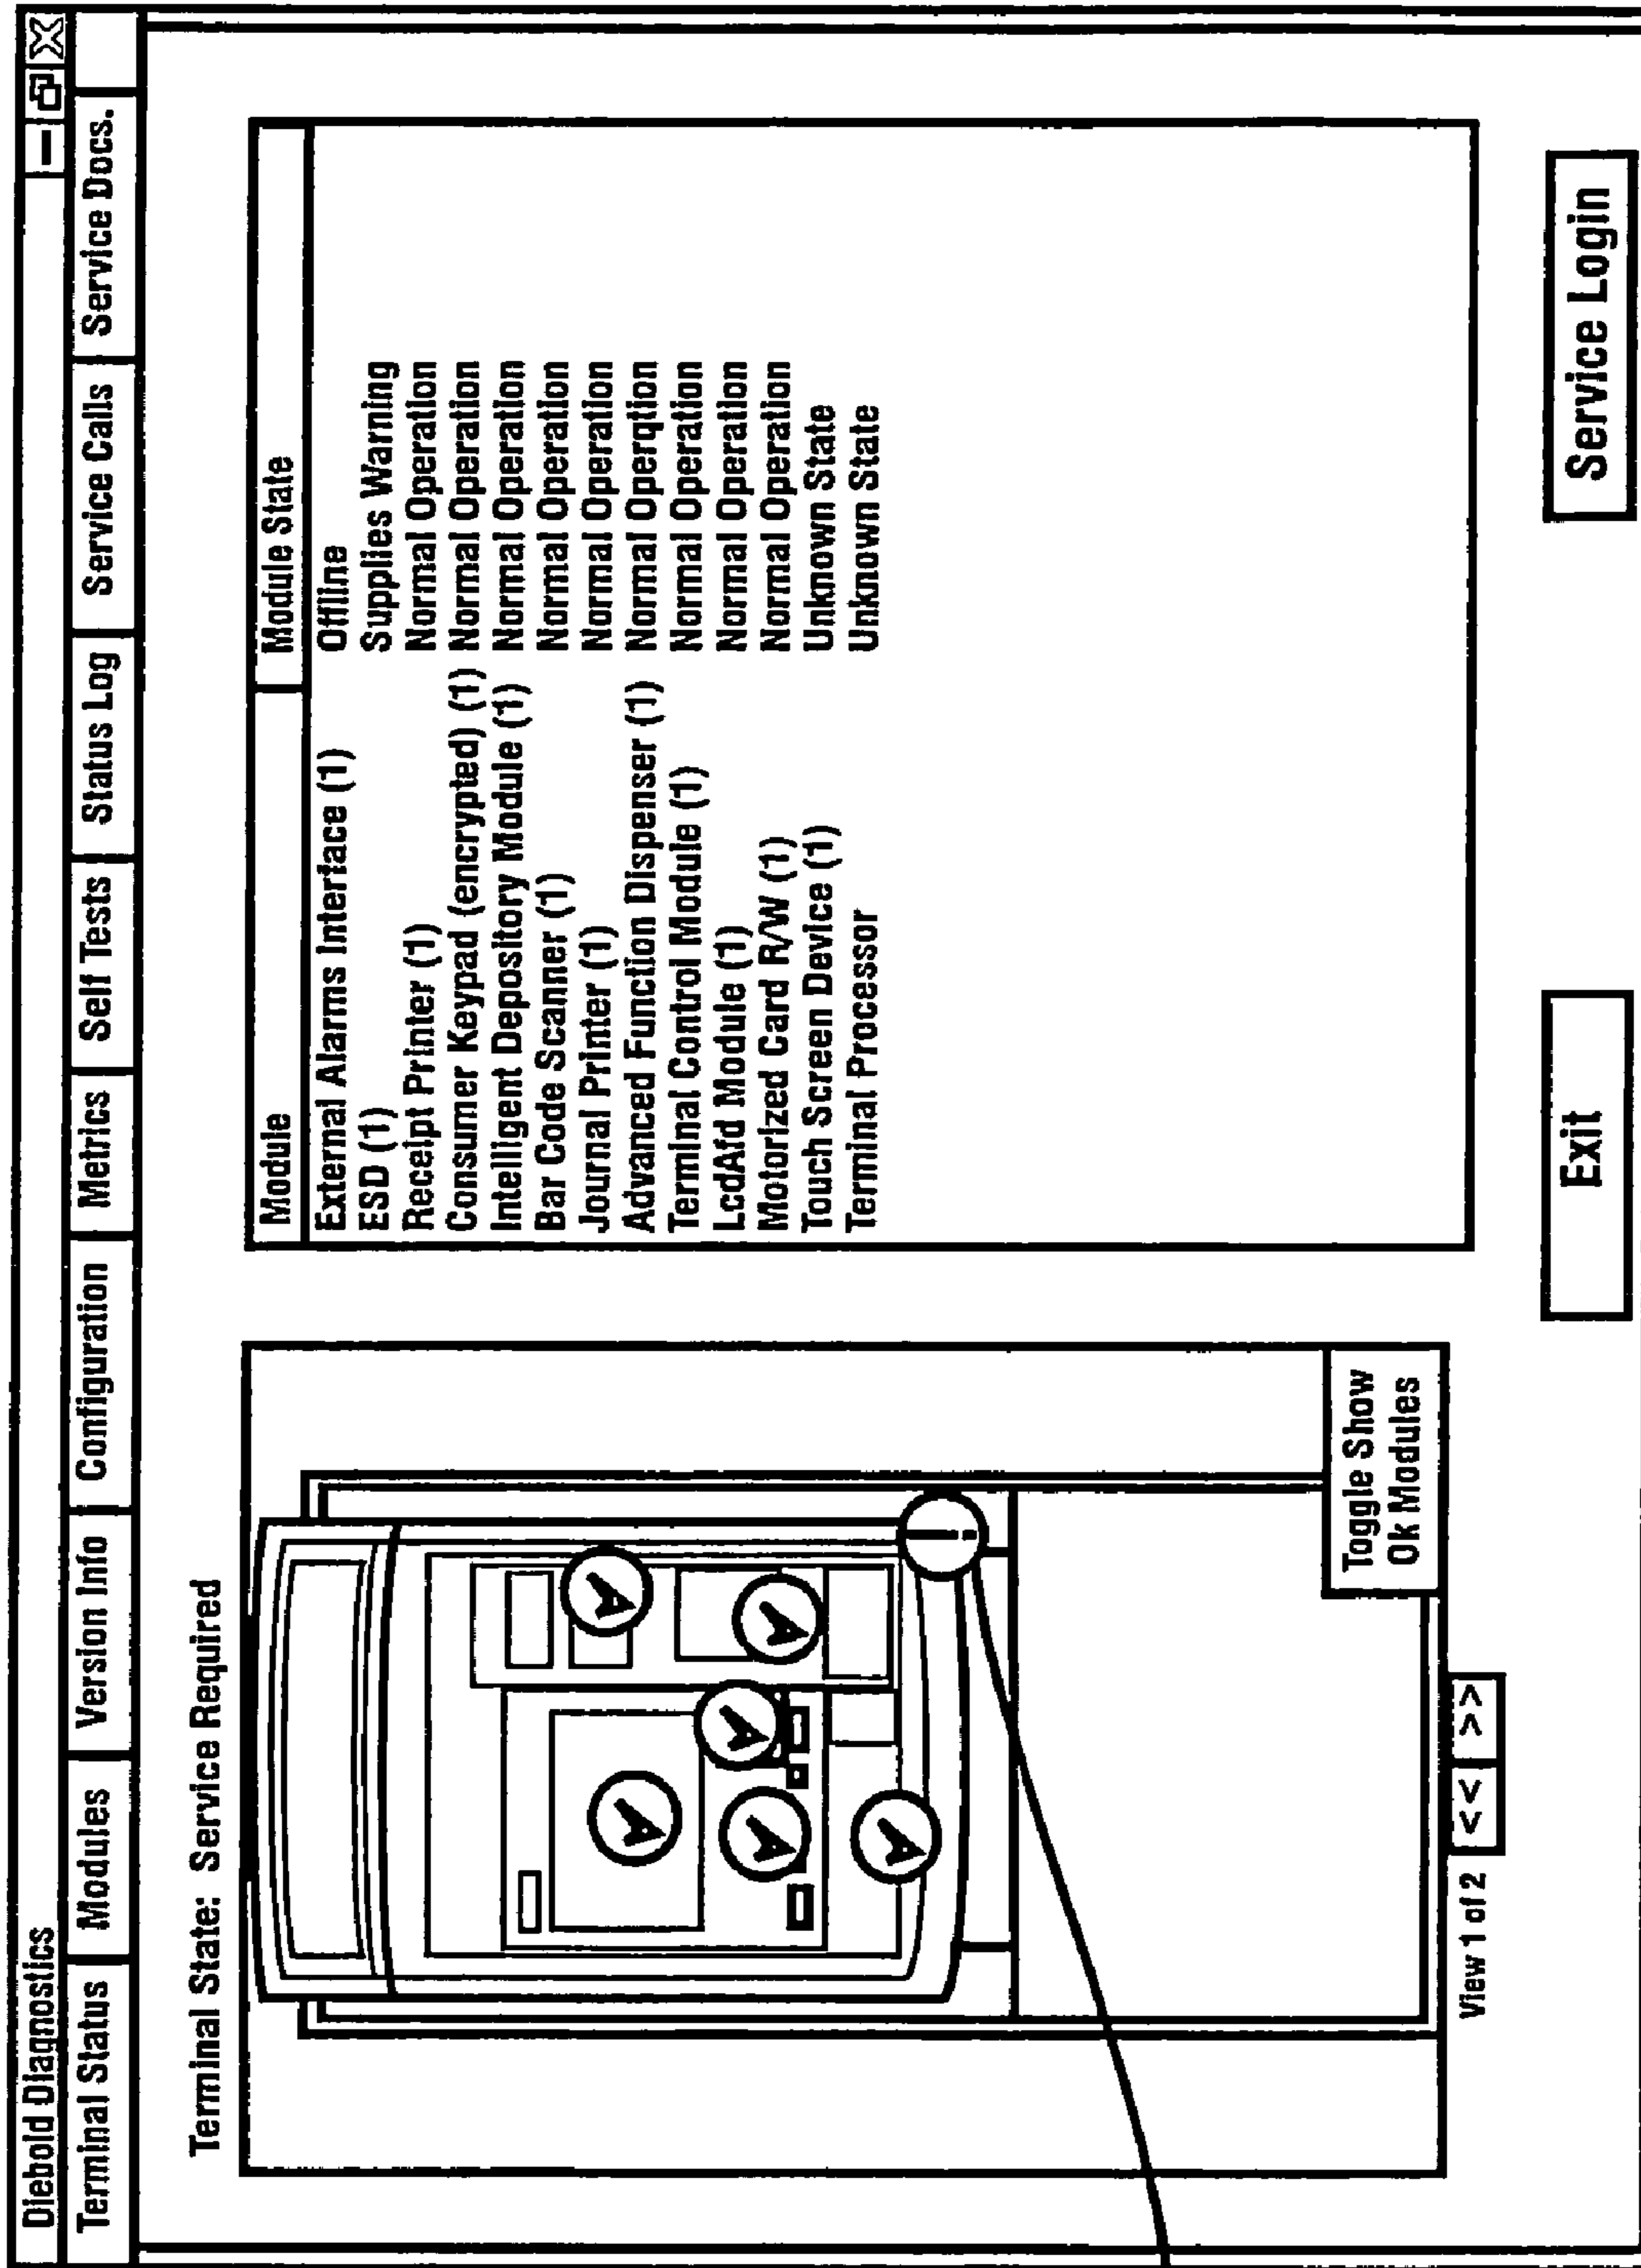 Diebold Diagnostics
Terminal Status Modules Version Info Configuration Metrics Self Tests Status Log Service Calls Service Docs.
Terminal State: Service Required
Toggle Show
Ok Modules
View 1 of 2 << >>
Module Module State
External Alarms Interface (1) Offline
ESD (1) Supplies Warning
Receipt Printer (1) Normal Operation
Consumer Keypad (encrypted) (1) Normal Operation
Intelligent Depository Module (1) Normal Operation
Bar Code Scanner (1) Normal Operation
Journal Printer (1) Normal Operation
Advanced Function Dispenser (1) Normal Operqtion
Terminal Control Module (1) Normal Operation
LcdAfd Module (1) Normal Operation
Motorized Card R/W (1) Normal Operation
Touch Screen Device (1) Unknown State
Terminal Processor Unknown State
Exit Service Login